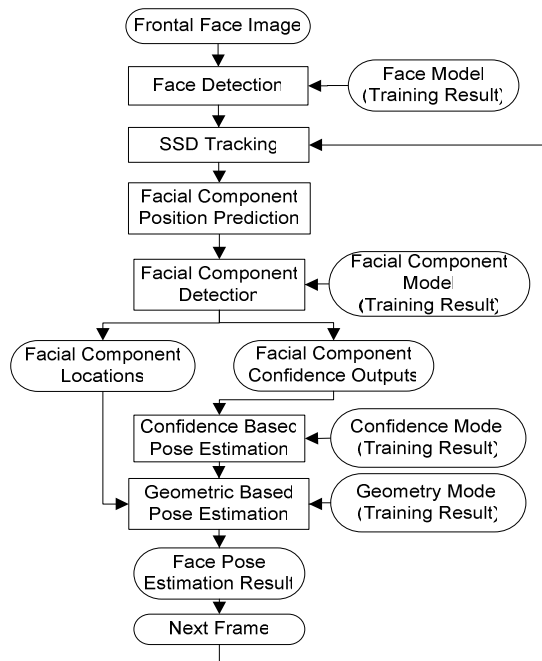 Frontal Face Image
Face Detection
Face Model
(Training Result)
SSD Tracking
Facial Component
Position Prediction
Facial Component
Detection
Facial Component
Model
(Training Result)
Facial Component
Locations
Facial Component
Confidence Outputs
Confidence Based
Pose Estimation
Confidence Mode
(Training Result)
Geometric Based
Pose Estimation
Geometry Mode
(Training Result)
Face Pose
Estimation Result
Next Frame